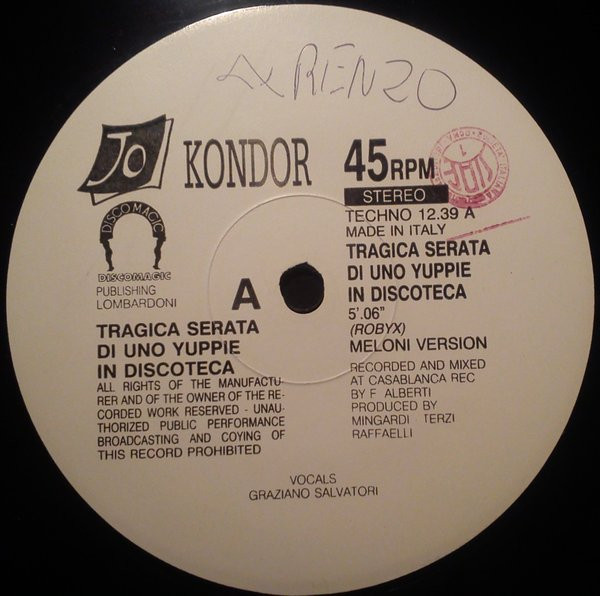 x RENZO
JO
KONDOR
DISCOMAGIC
DISCOMAGIC
PUBLISHING
LOMBARDONI
A
TRAGICA SERATA
DI UNO YUPPIE
IN DISCOTECA
ALL RIGHTS OF THE MANUFACTU-
RER AND OF THE OWNER OF THE RE-
CORDED WORK RESERVED - UNAU-
THORIZED PUBLIC PERFORMANCE
BROADCASTING AND COYING OF
THIS RECORD PROHIBITED
45 RPM
STEREO
TECHNO 12.39 A
MADE IN ITALY
TRAGICA SERATA
DI UNO YUPPIE
IN DISCOTECA
5'.06"
(ROBYX)
MELONI VERSION
RECORDED AND MIXED
AT CASABLANCA REC
BY F. ALBERTI
PRODUCED BY
MINGARDI TERZI
RAFFAELLI
VOCALS
GRAZIANO SALVATORI